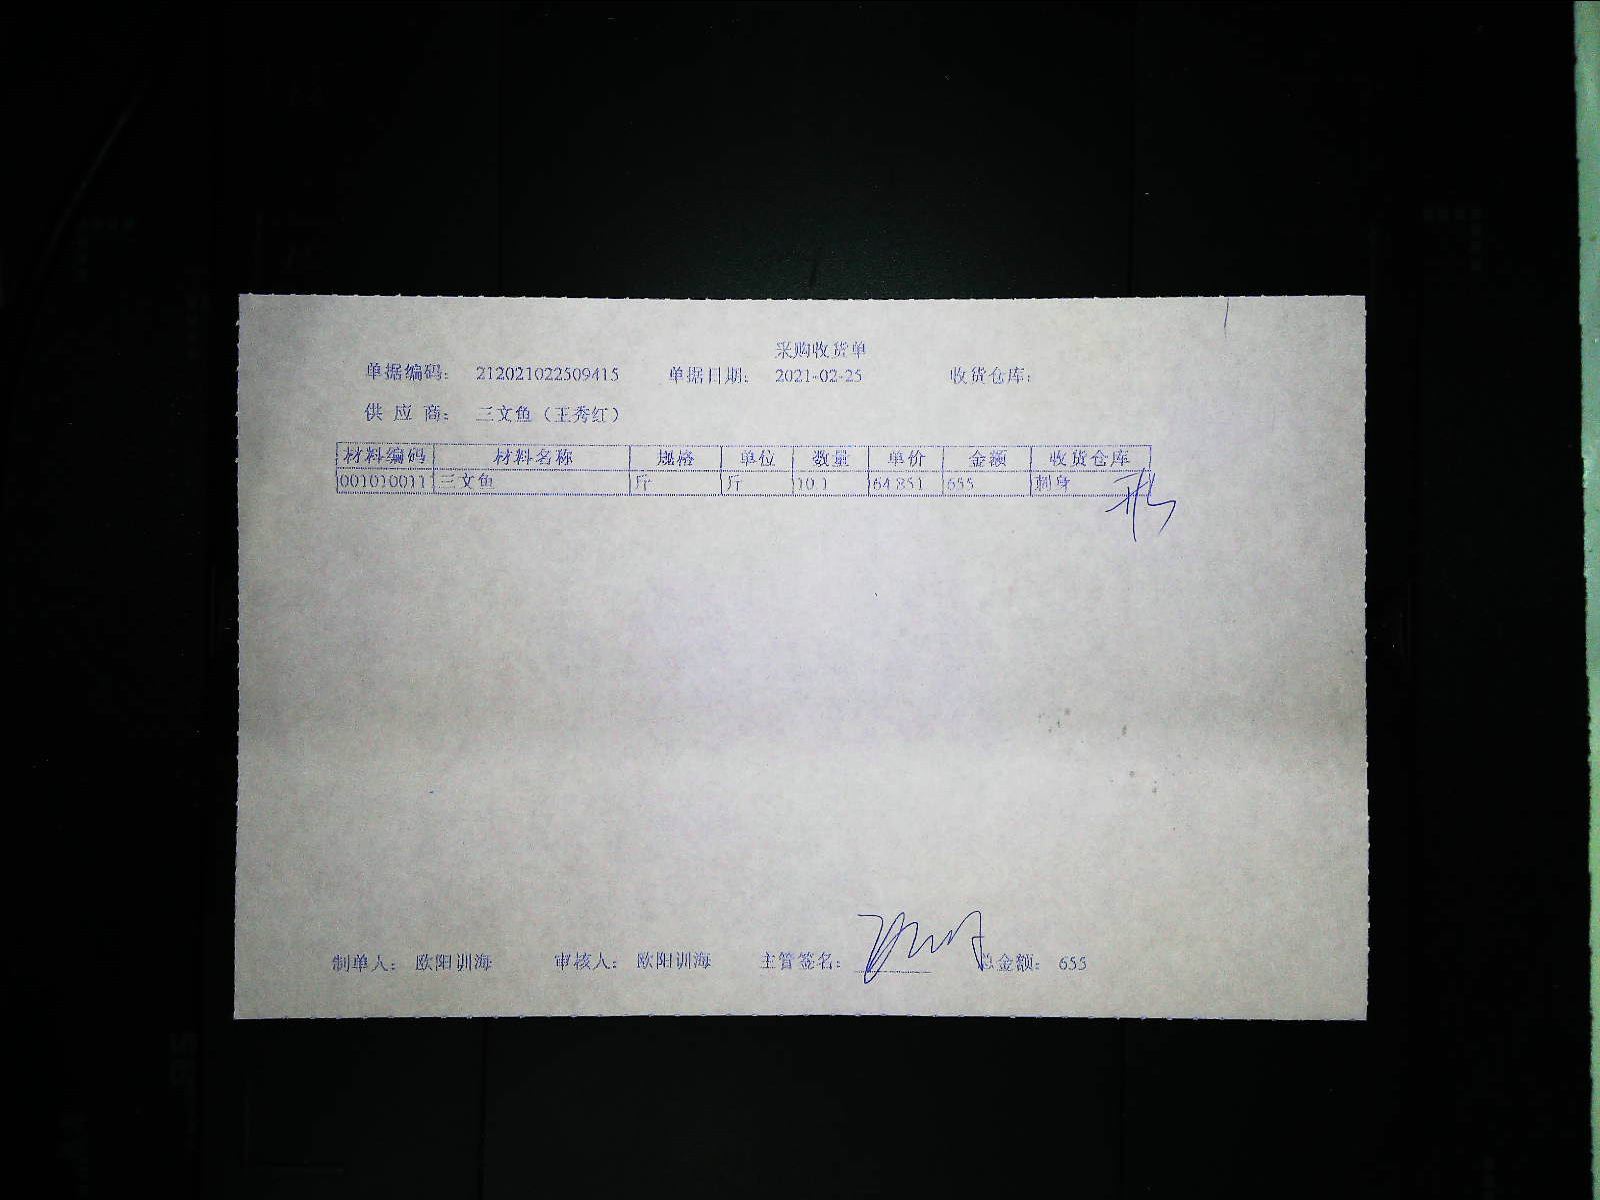 采购收货单
单据编码: 212021022509415 单据日期: 2021-02-25 收货仓库:
供 应 商: 三文鱼（王秀红）
材料编码 材料名称 规格 单位 数量 单价 金额 收货仓库
001010011 三文鱼 斤 斤 10.1 64.851 655 刺身
制单人: 欧阳训海 审核人: 欧阳训海 主管签名: 总金额: 655